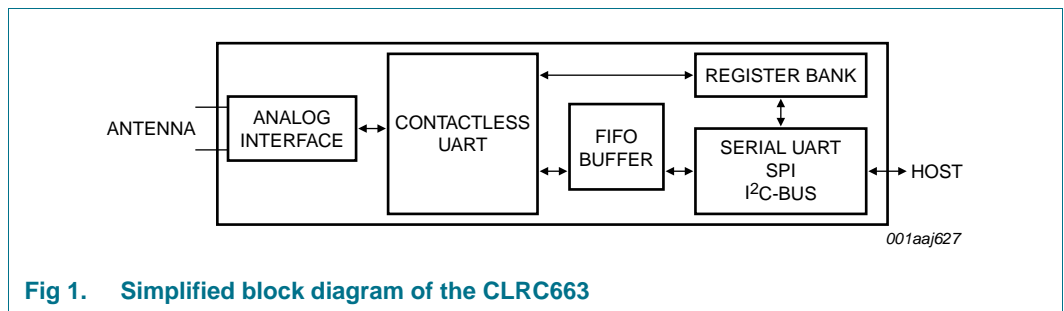 ANTENNA
ANALOG
INTERFACE
CONTACTLESS
UART
FIFO
BUFFER
REGISTER BANK
SERIAL UART
SPI
I²C-BUS
HOST
001aaj627
Fig 1. Simplified block diagram of the CLRC663